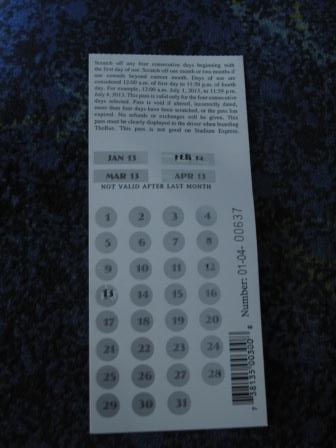 Scratch off any four consecutive days beginning with
the first day of use. Scratch off one month or two months if
use extends beyond current month. Days of use are
considered 12:00 a.m. of first day to 11:59 p.m. of fourth
day. For example, 12:00 a.m. July 1, 2013, to 11:59 p.m.
July 4, 2013. This pass is valid only for the four consecutive
days selected. Pass is void if altered, incorrectly dated,
more than four days have been scratched, or the pass has
expired. No refunds or exchanges will be given. This
pass must be clearly displayed to the driver when boarding
TheBus. This pass is not good on Stadium Express.
JAN 13 FEB
MAR 13 APR 13
NOT VALID AFTER LAST MONTH
1 2 3 4
5 6 7 8
9 10 11 12
13 14 15 16
17 18 19 20
21 22 23 24
25 26 27 28
29 30 31
Number: 01-04- 00637
7 38135 00300 8